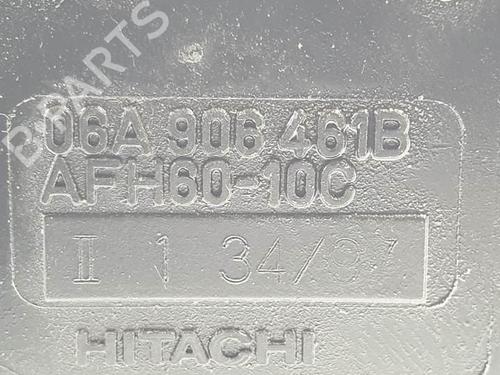 B-PARTS
06A 906 461B
AFH60-10C
II 1 34/97
HITACHI